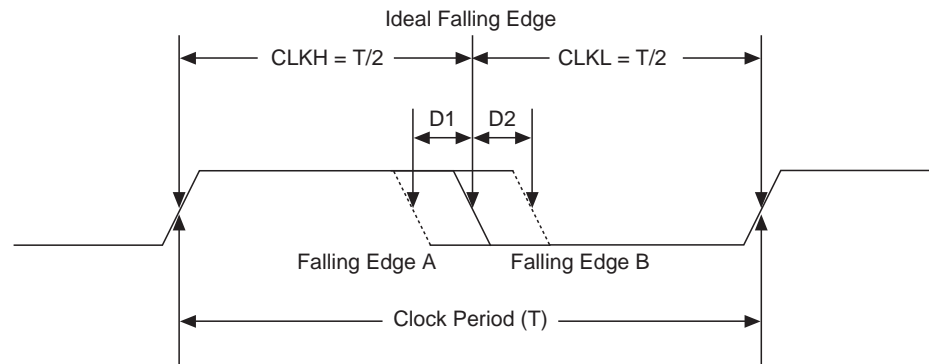 Ideal Falling Edge
CLKH = T/2
CLKL = T/2
D1
D2
Falling Edge A
Falling Edge B
Clock Period (T)